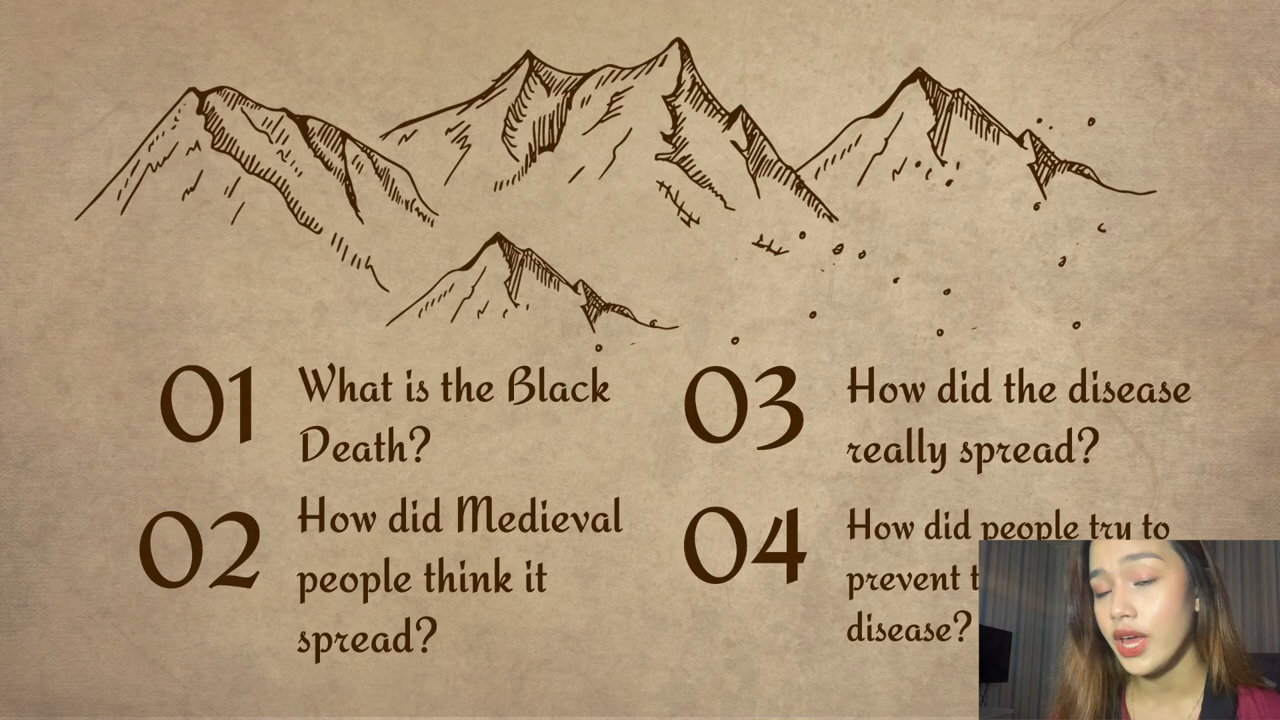 01
What is the Black
Death?
02
How did Medieval
people think it
spread?
03
How did the disease
really spread?
04
How did people try to
prevent
disease?